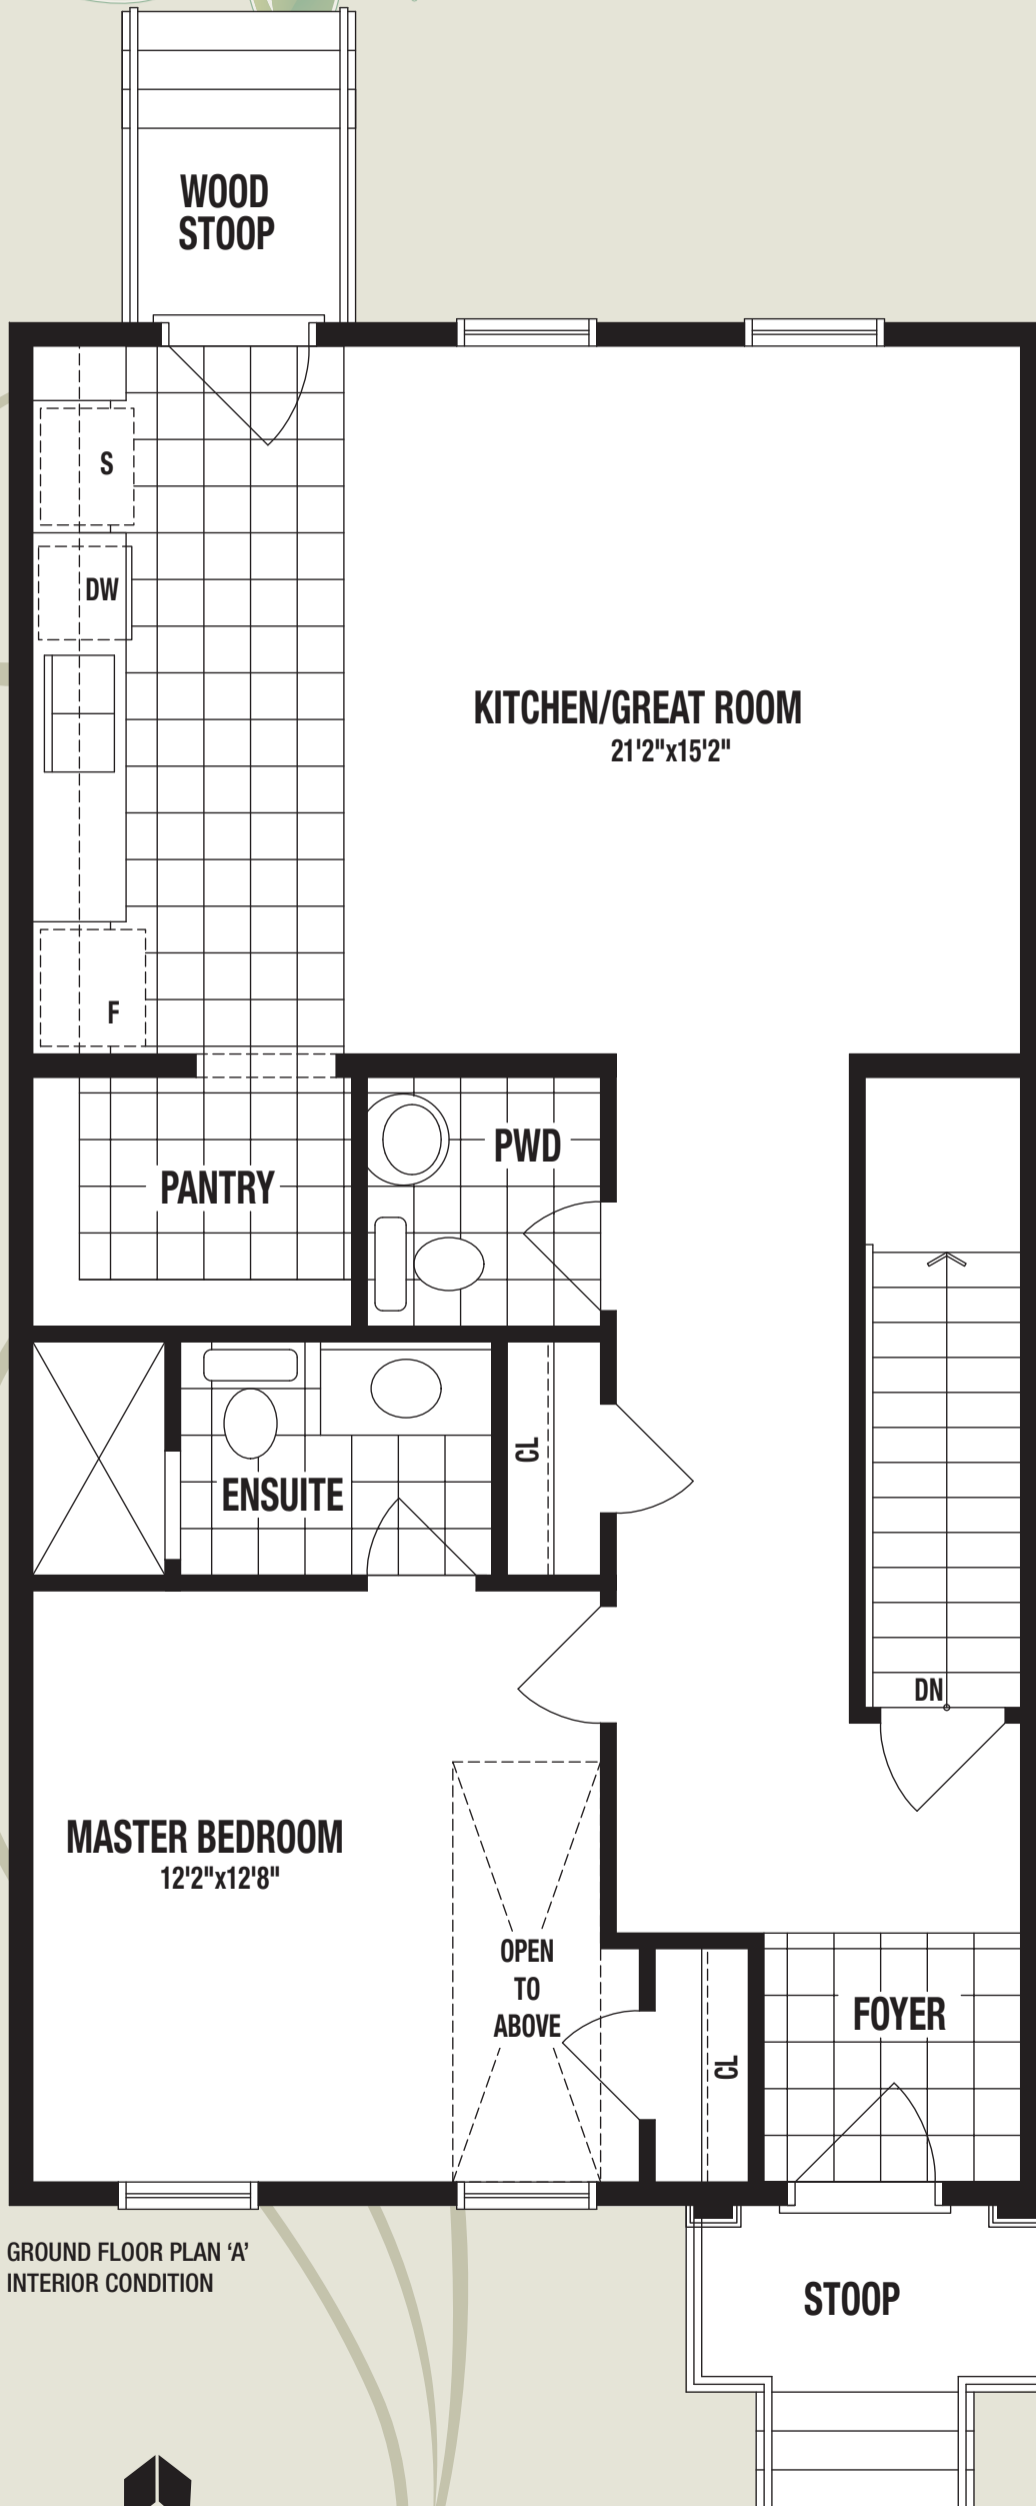 WOOD
STOOP
S
DW
KITCHEN/GREAT ROOM
21'2"x15'2"
F
PWD
PANTRY
CL
ENSUITE
DN
MASTER BEDROOM
12'2"x12'8"
OPEN
TO
ABOVE
FOYER
CL
GROUND FLOOR PLAN ‘A’
INTERIOR CONDITION
STOOP